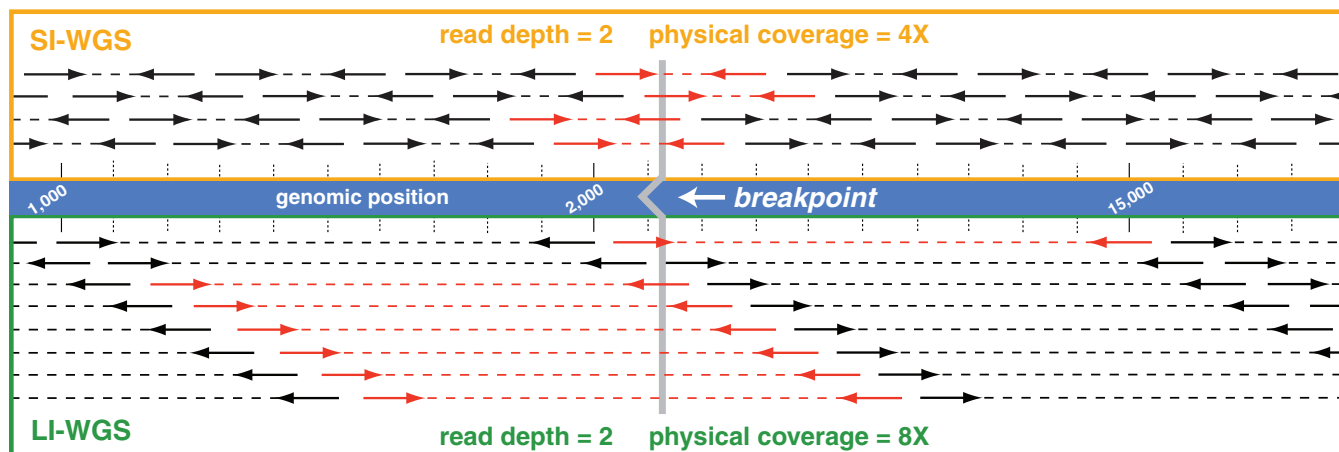 SI-WGS
read depth = 2 physical coverage = 4X
1,000 genomic position 2,000 breakpoint 15,000
LI-WGS
read depth = 2 physical coverage = 8X